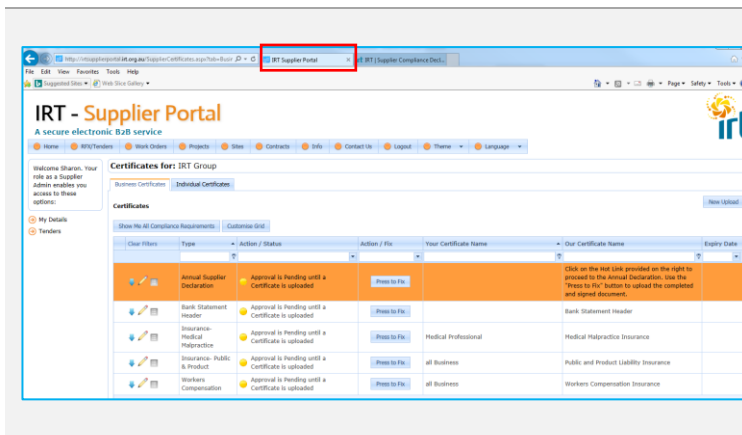 http://irtsupplierportal.irt.org.au/SupplierCertificates.aspx?tab=Busir
IRT Supplier Portal
IRT | Supplier Compliance Decl...
File Edit View Favorites Tools Help
Suggested Sites Web Slice Gallery
Page Safety Tools
IRT - Supplier Portal
A secure electronic B2B service
irt
Home RFX/Tenders Work Orders Projects Sites Contracts Info Contact Us Logout Theme Language
Welcome Sharon. Your
role as a Supplier
Admin enables you
access to these
options:
My Details
Tenders
Certificates for: IRT Group
Business Certificates Individual Certificates
Certificates
New Upload
Show Me All Compliance Requirements Customise Grid
Clear Filters Type Action / Status Action / Fix Your Certificate Name Our Certificate Name Expiry Date
Annual Supplier
Declaration
Approval is Pending until a
Certificate is uploaded
Press to Fix
Click on the Hot Link provided on the right to
proceed to the Annual Declaration. Use the
"Press to Fix" button to upload the completed
and signed document.
Bank Statement
Header
Approval is Pending until a
Certificate is uploaded
Press to Fix
Bank Statement Header
Insurance-
Medical
Malpractice
Approval is Pending until a
Certificate is uploaded
Press to Fix
Medical Professional
Medical Malpractice Insurance
Insurance- Public
& Product
Approval is Pending until a
Certificate is uploaded
Press to Fix
all Business
Public and Product Liability Insurance
Workers
Compensation
Approval is Pending until a
Certificate is uploaded
Press to Fix
all Business
Workers Compensation Insurance